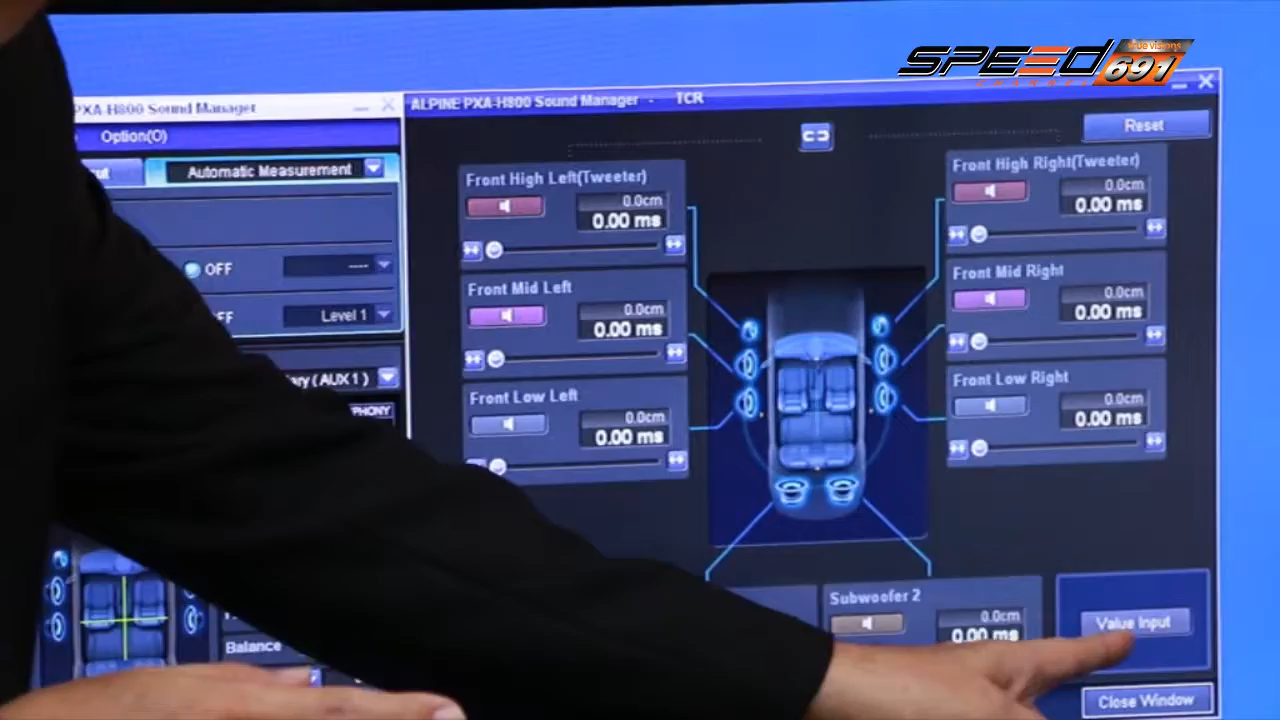 SPEED
true visions
691
CHANNEL
PXA-H800 Sound Manager
Option(O)
Automatic Measurement
OFF
Level 1
( AUX 1 )
Balance
ALPINE PXA-H800 Sound Manager - TCR
Reset
Front High Left(Tweeter)
0.0cm
0.00 ms
Front Mid Left
0.0cm
0.00 ms
Front Low Left
0.0cm
0.00 ms
Front High Right(Tweeter)
0.0cm
0.00 ms
Front Mid Right
0.0cm
0.00 ms
Front Low Right
0.0cm
0.00 ms
Subwoofer 2
0.0cm
0.00 ms
Value Input
Close Window